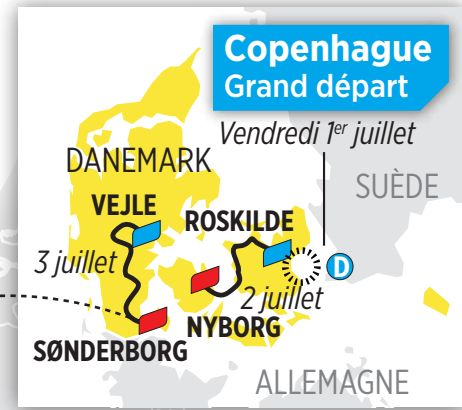 Copenhague
Grand départ
Vendredi 1er juillet
DANEMARK
SUÈDE
VEJLE
ROSKILDE
3 juillet
D
2 juillet
NYBORG
SØNDERBORG
ALLEMAGNE